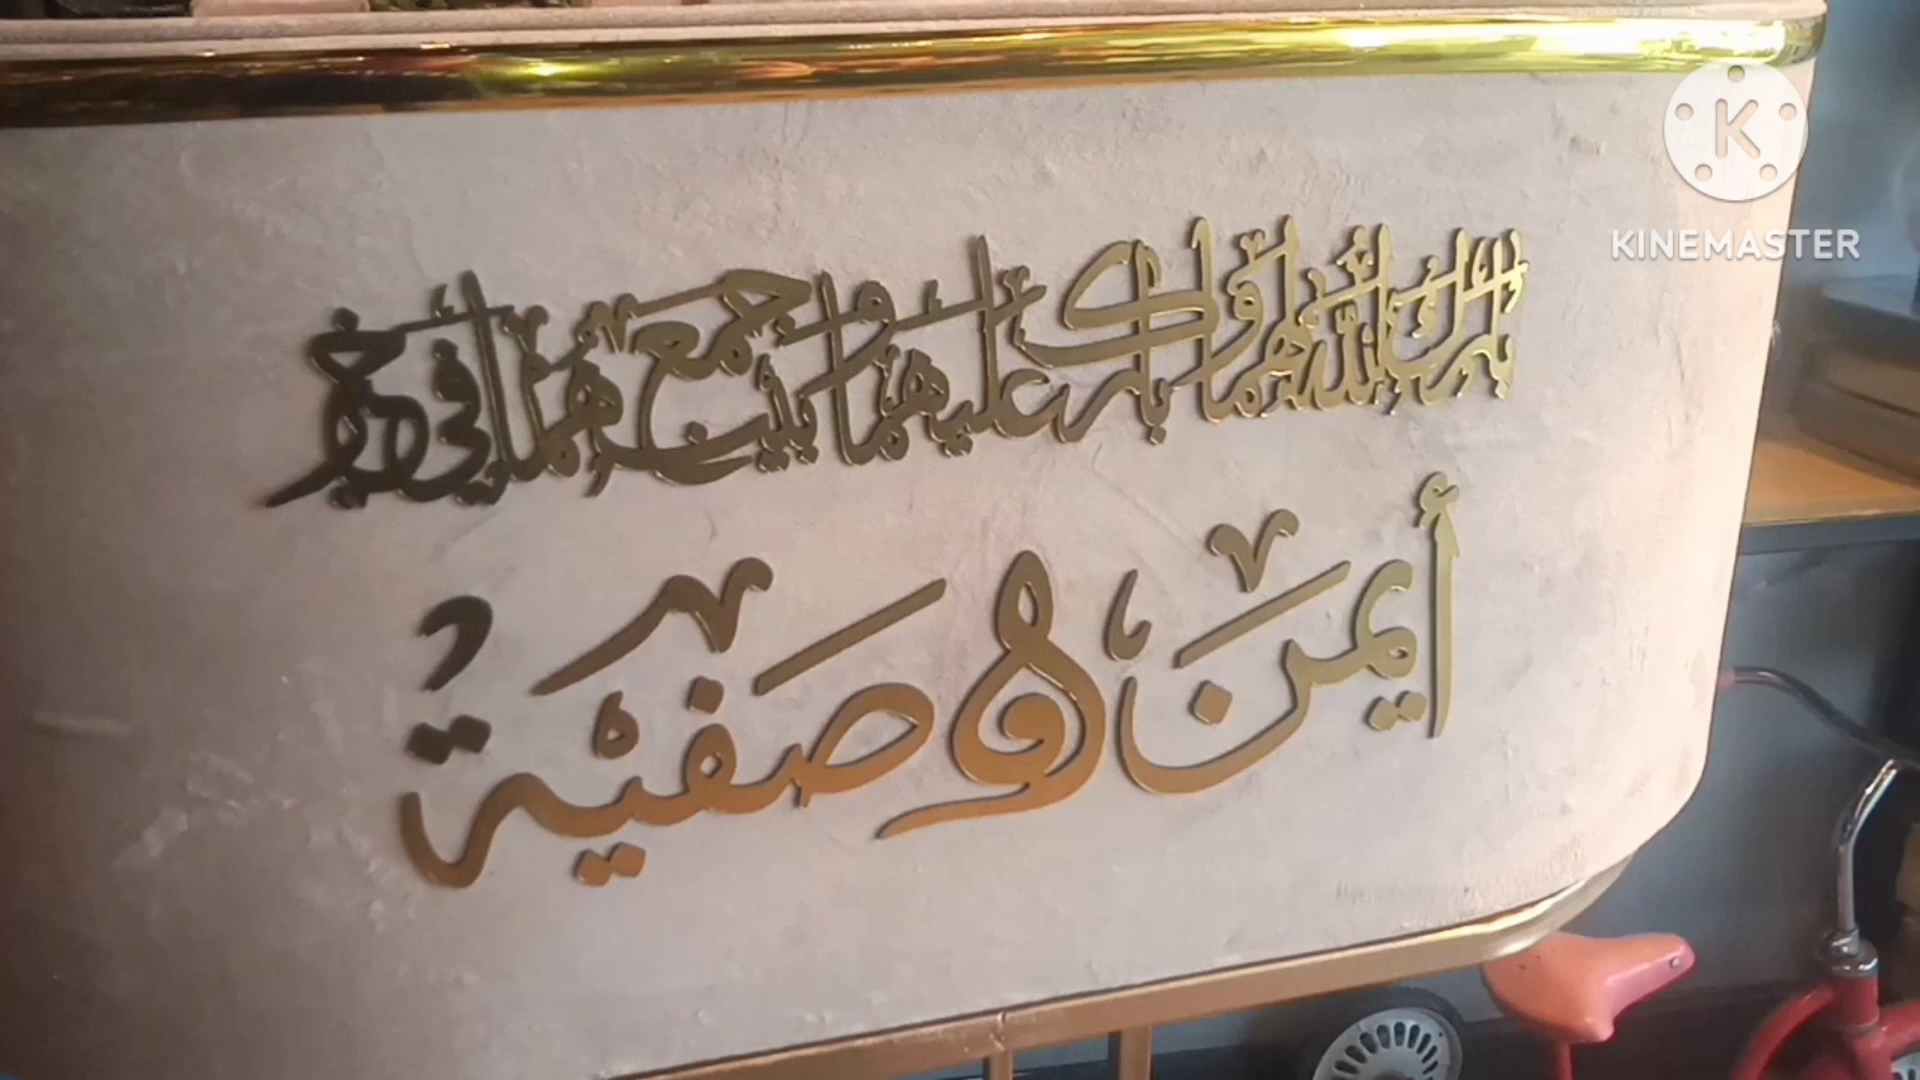 بارك الله لهما وبارك عليهما وجمع بينهما في خير
أيمن و صفية
K
KINEMASTER